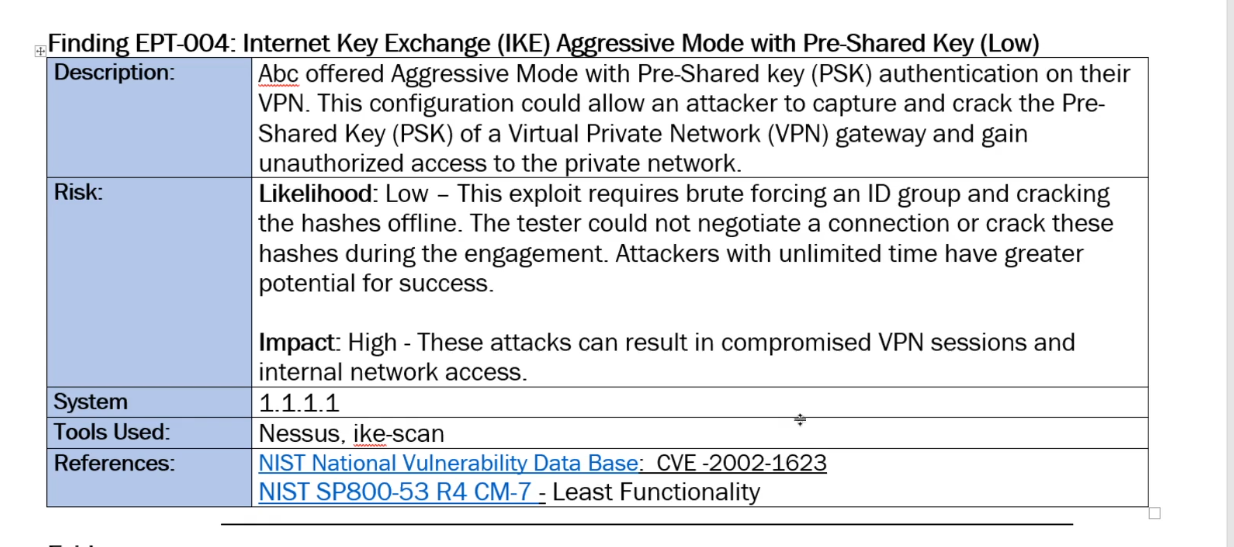 Finding EPT-004: Internet Key Exchange (IKE) Aggressive Mode with Pre-Shared Key (Low)
Description:
Abc offered Aggressive Mode with Pre-Shared key (PSK) authentication on their
VPN. This configuration could allow an attacker to capture and crack the Pre-
Shared Key (PSK) of a Virtual Private Network (VPN) gateway and gain
unauthorized access to the private network.
Risk:
Likelihood: Low – This exploit requires brute forcing an ID group and cracking
the hashes offline. The tester could not negotiate a connection or crack these
hashes during the engagement. Attackers with unlimited time have greater
potential for success.
Impact: High - These attacks can result in compromised VPN sessions and
internal network access.
System
1.1.1.1
Tools Used:
Nessus, ike-scan
References:
NIST National Vulnerability Data Base: CVE -2002-1623
NIST SP800-53 R4 CM-7 - Least Functionality